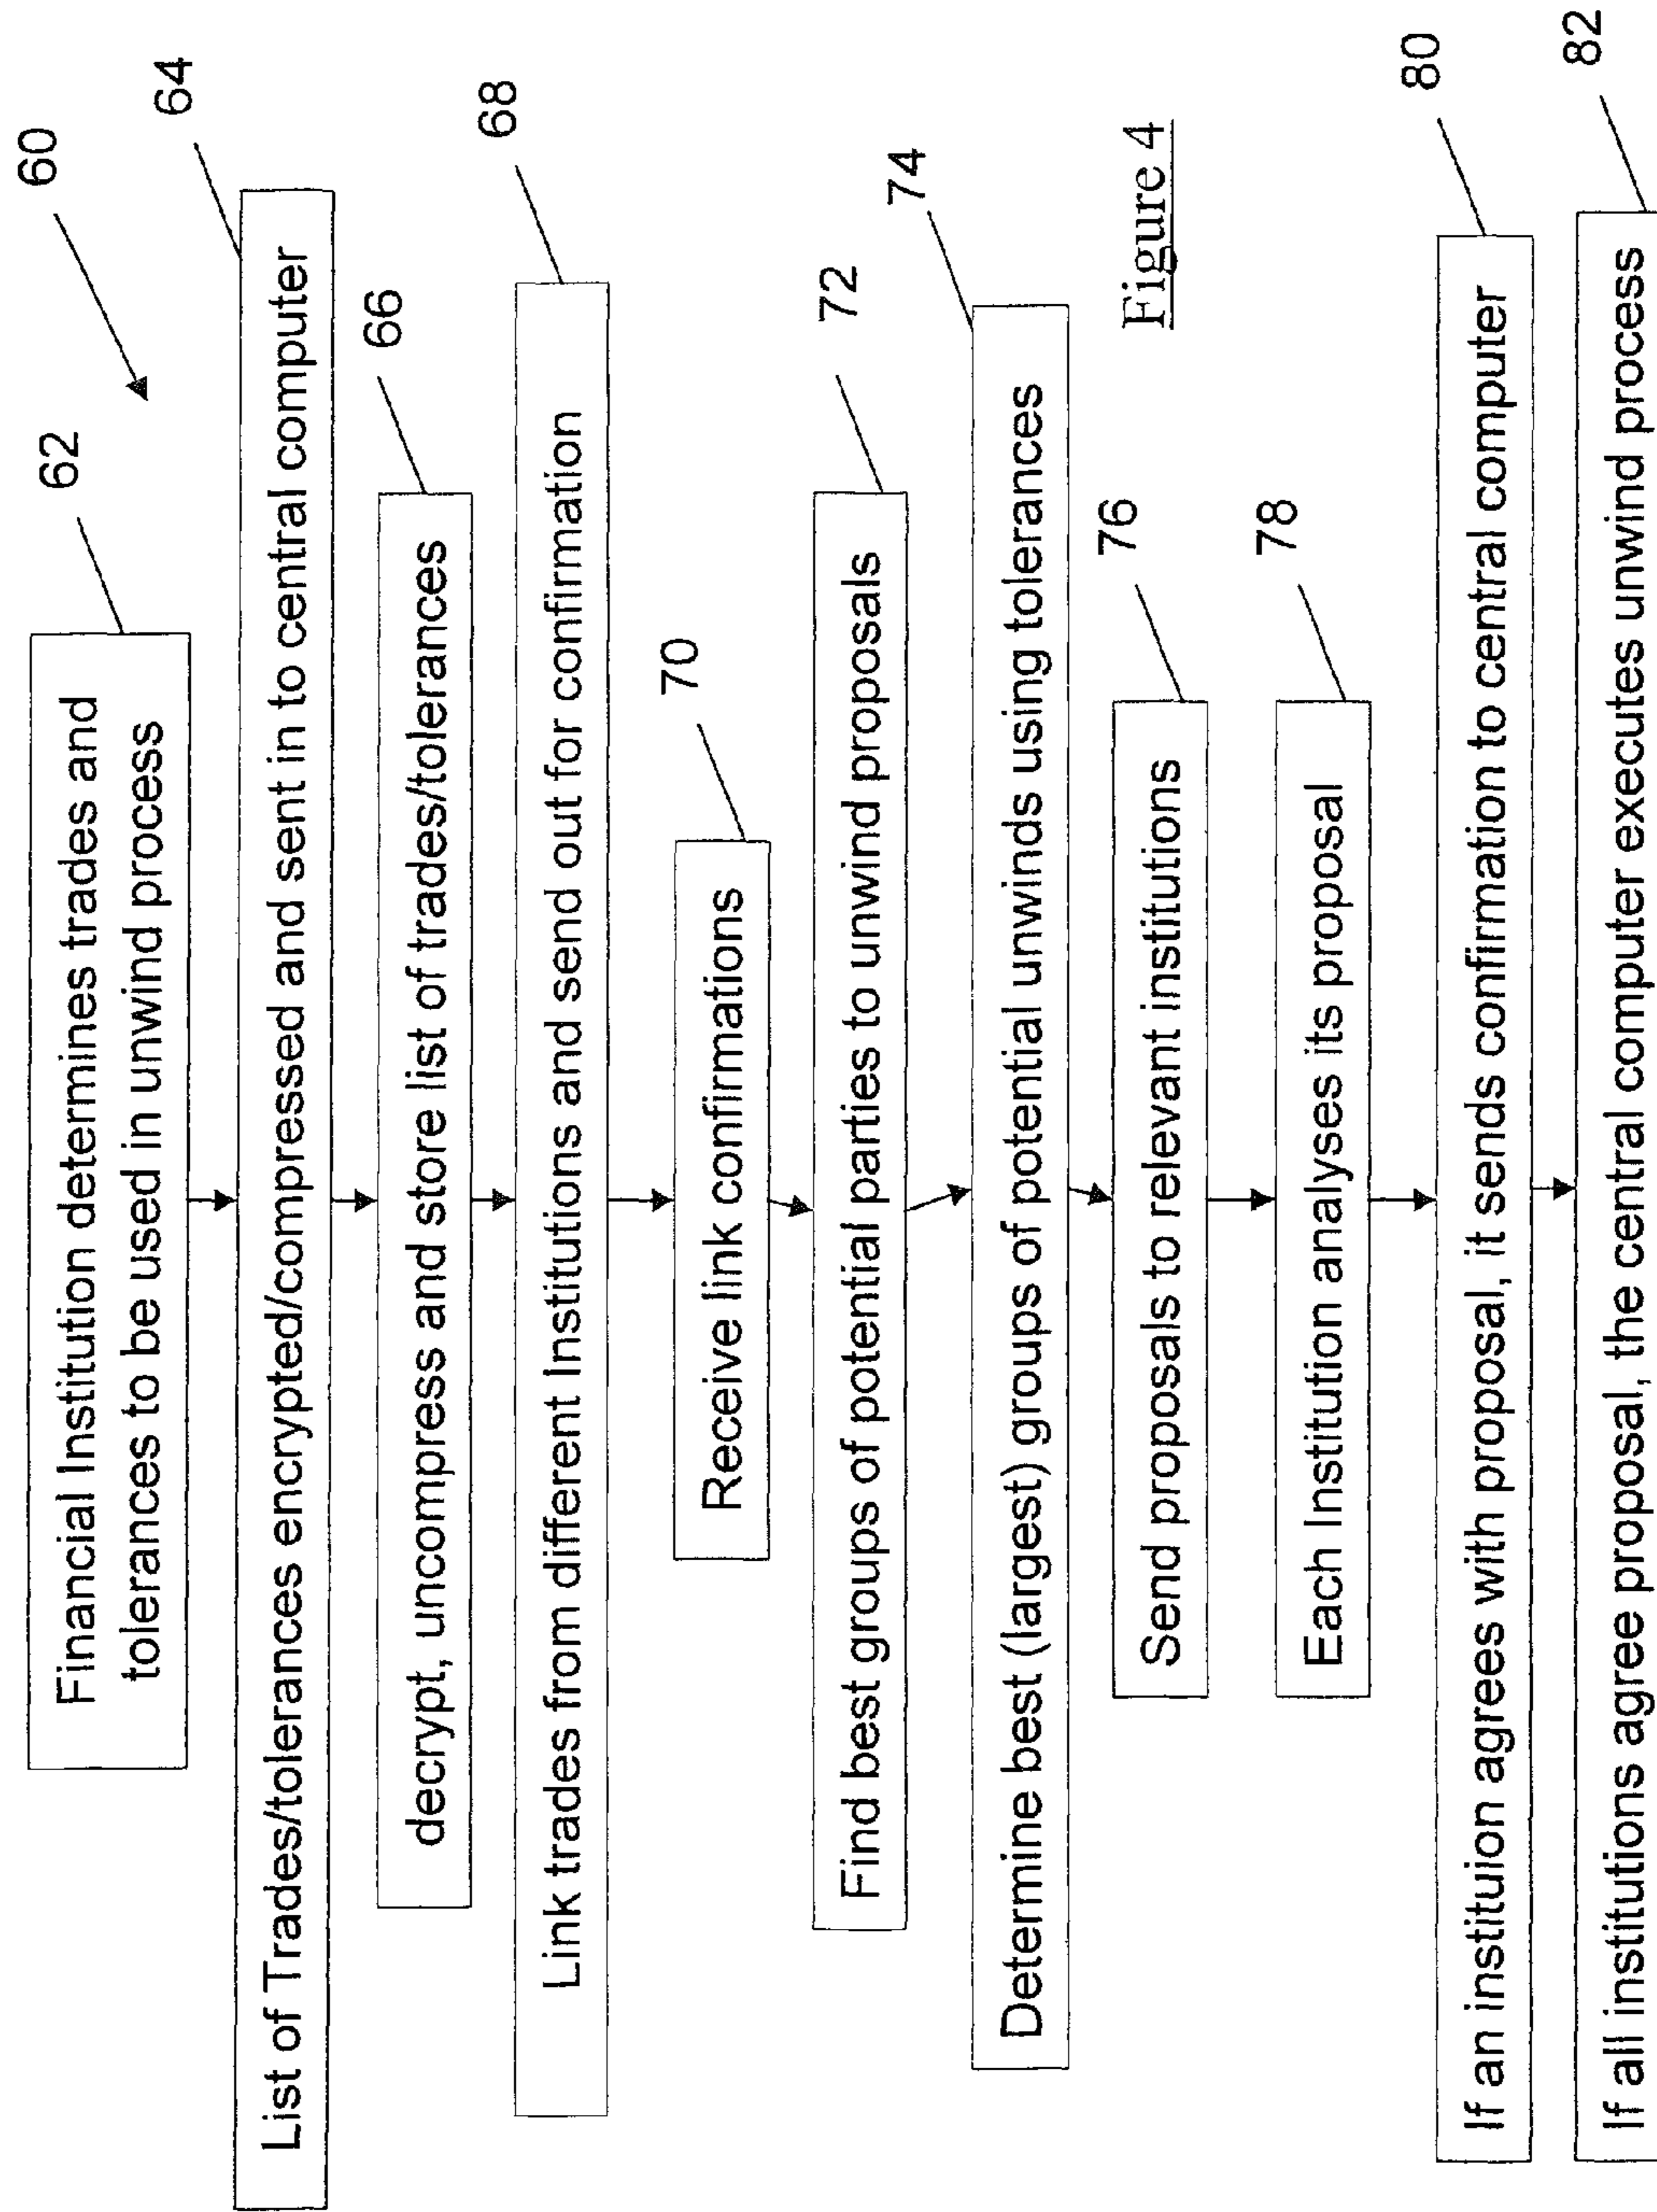 60
62
Financial Institution determines trades and
tolerances to be used in unwind process
64
List of Trades/tolerances encrypted/compressed and sent in to central computer
66
decrypt, uncompress and store list of trades/tolerances
68
Link trades from different Institutions and send out for confirmation
70
Receive link confirmations
72
Find best groups of potential parties to unwind proposals
74
Determine best (largest) groups of potential unwinds using tolerances
76
Send proposals to relevant institutions
78
Each Institution analyses its proposal
80
If an instituion agrees with proposal, it sends confirmation to central computer
82
If all institutions agree proposal, the central computer executes unwind process
Figure 4